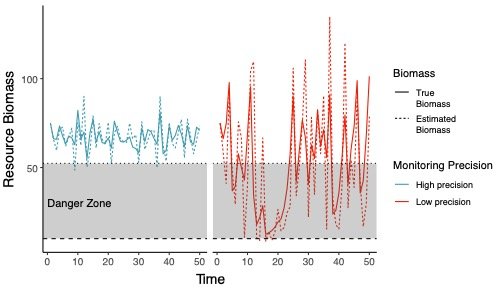 Resource Biomass
100
50
Danger Zone
0 10 20 30 40 50 0 10 20 30 40 50
Time
Biomass
True
Biomass
Estimated
Biomass
Monitoring Precision
High precision
Low precision